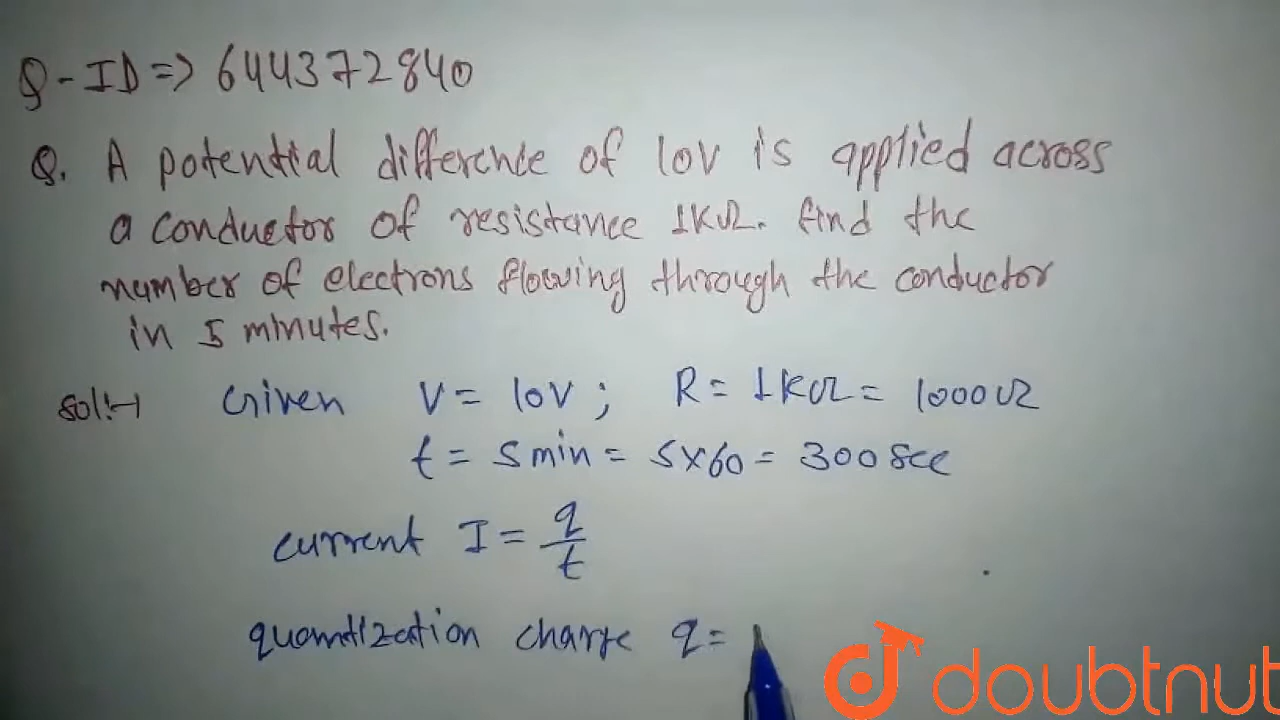 Q-ID => 644372840
Q. A potential difference of 10V is applied across
a conductor of resistance 1KΩ. find the
number of electrons flowing through the conductor
in 5 minutes.
Sol:- Given V = 10V ; R = 1KΩ = 1000Ω
t = 5min = 5×60 = 300 Sec
current I = q/t
quantization charge q =
doubtnut